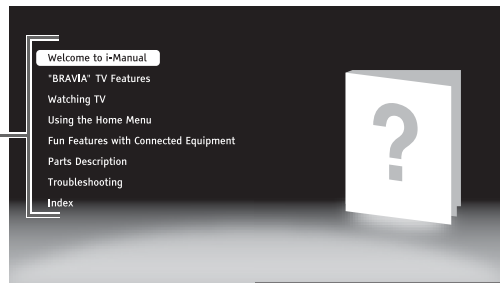 Welcome to i-Manual
"BRAVIA" TV Features
Watching TV
Using the Home Menu
Fun Features with Connected Equipment
Parts Description
Troubleshooting
Index
?